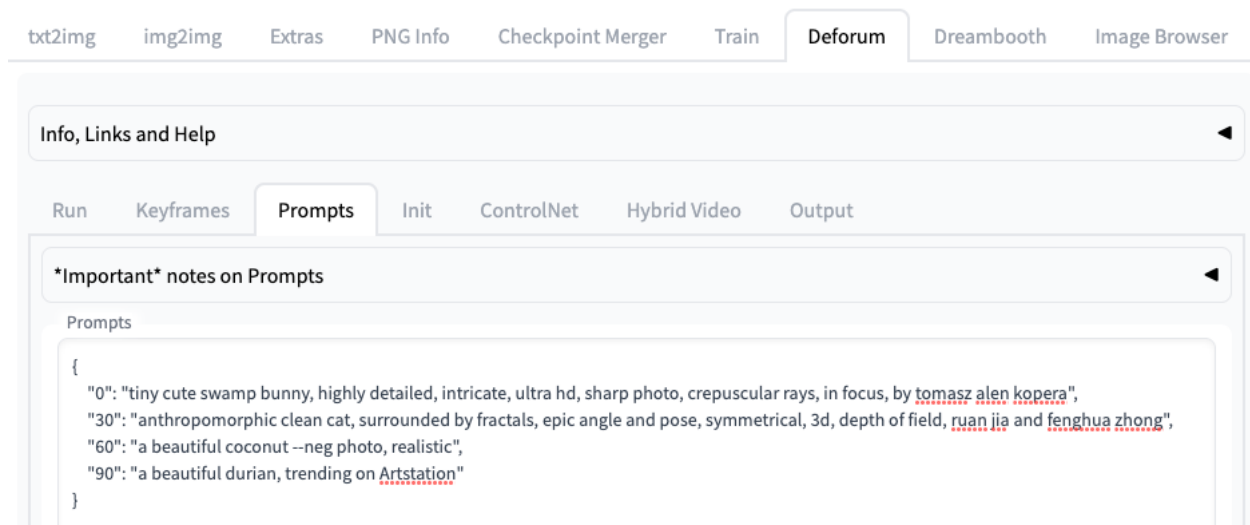 txt2img img2img Extras PNG Info Checkpoint Merger Train Deforum Dreambooth Image Browser
Info, Links and Help
Run Keyframes Prompts Init ControlNet Hybrid Video Output
*Important* notes on Prompts
Prompts
{
"0": "tiny cute swamp bunny, highly detailed, intricate, ultra hd, sharp photo, crepuscular rays, in focus, by tomasz alen kopera",
"30": "anthropomorphic clean cat, surrounded by fractals, epic angle and pose, symmetrical, 3d, depth of field, ruan jia and fenghua zhong",
"60": "a beautiful coconut --neg photo, realistic",
"90": "a beautiful durian, trending on Artstation"
}